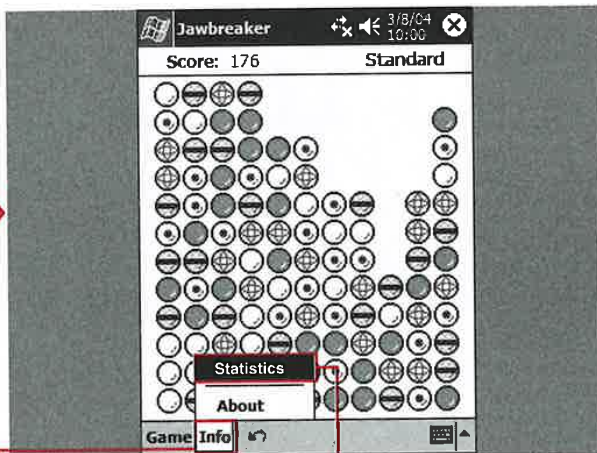 Jawbreaker
3/8/04
10:00
Score: 176
Standard
Statistics
About
Game Info